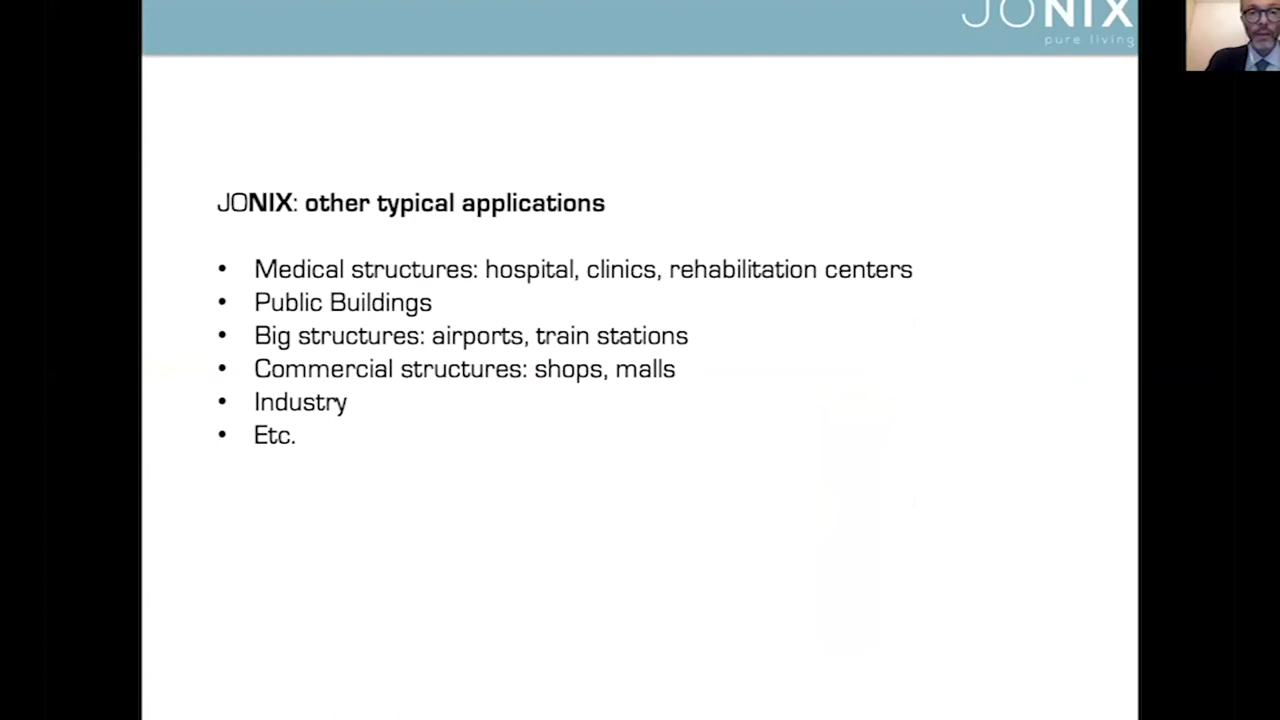 JONIX
pure living
JONIX: other typical applications
• Medical structures: hospital, clinics, rehabilitation centers
• Public Buildings
• Big structures: airports, train stations
• Commercial structures: shops, malls
• Industry
• Etc.